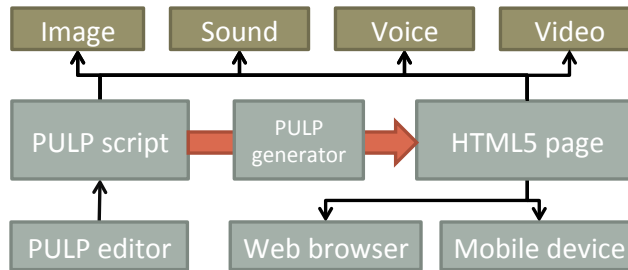 Image
Sound
Voice
Video
PULP script
PULP
generator
HTML5 page
PULP editor
Web browser
Mobile device